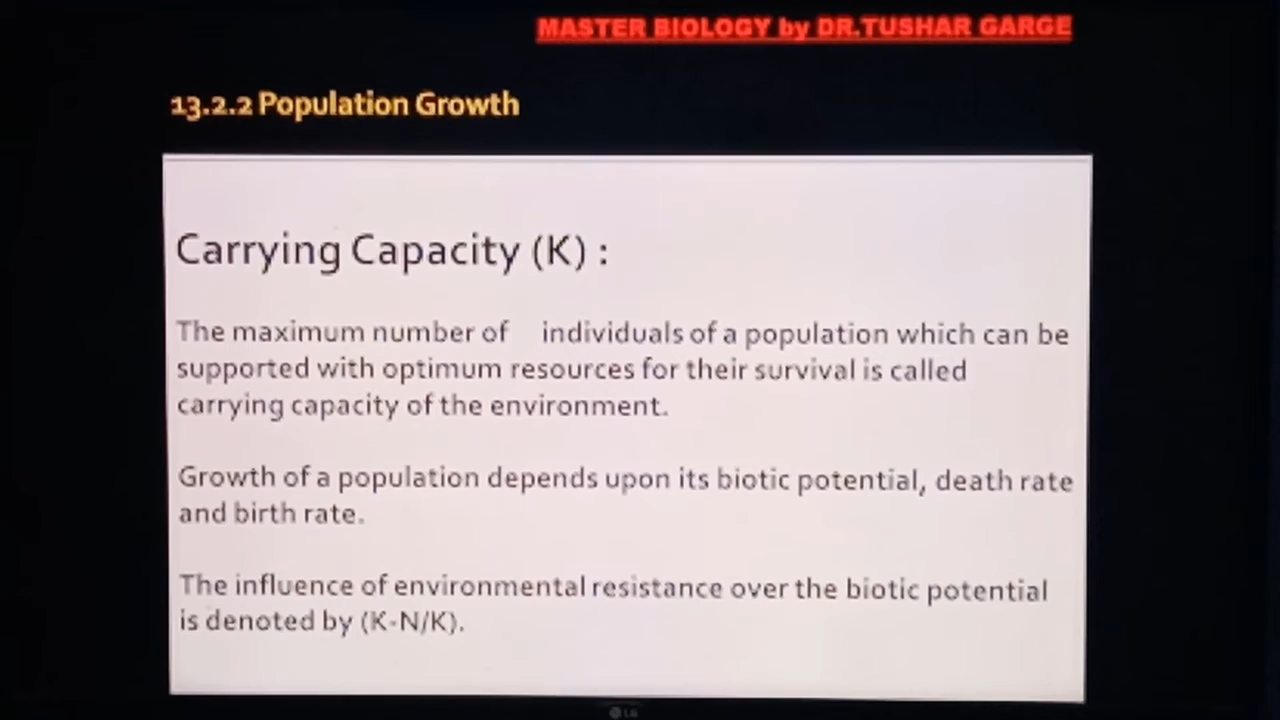 MASTER BIOLOGY by DR.TUSHAR GARGE
13.2.2 Population Growth
Carrying Capacity (K) :
The maximum number of individuals of a population which can be
supported with optimum resources for their survival is called
carrying capacity of the environment.
Growth of a population depends upon its biotic potential, death rate
and birth rate.
The influence of environmental resistance over the biotic potential
is denoted by (K-N/K).
LG